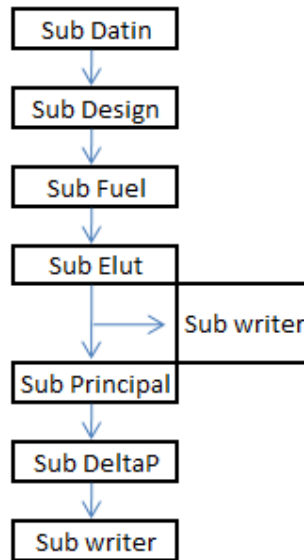 Sub Datin
Sub Design
Sub Fuel
Sub Elut
Sub writer
Sub Principal
Sub DeltaP
Sub writer